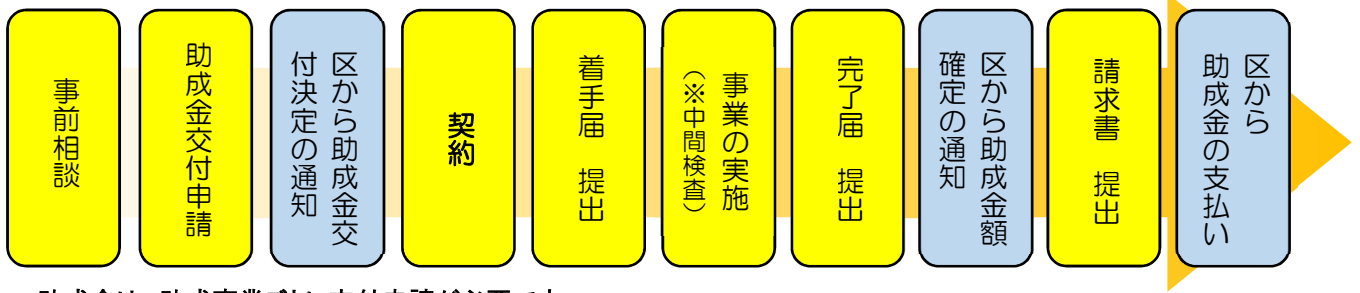 事前相談
助成金交付申請
区から助成金交
付決定の通知
契約
着手届　提出
事業の実施
（※中間検査）
完了届　提出
区から助成金額
確定の通知
請求書　提出
区から
助成金の支払い